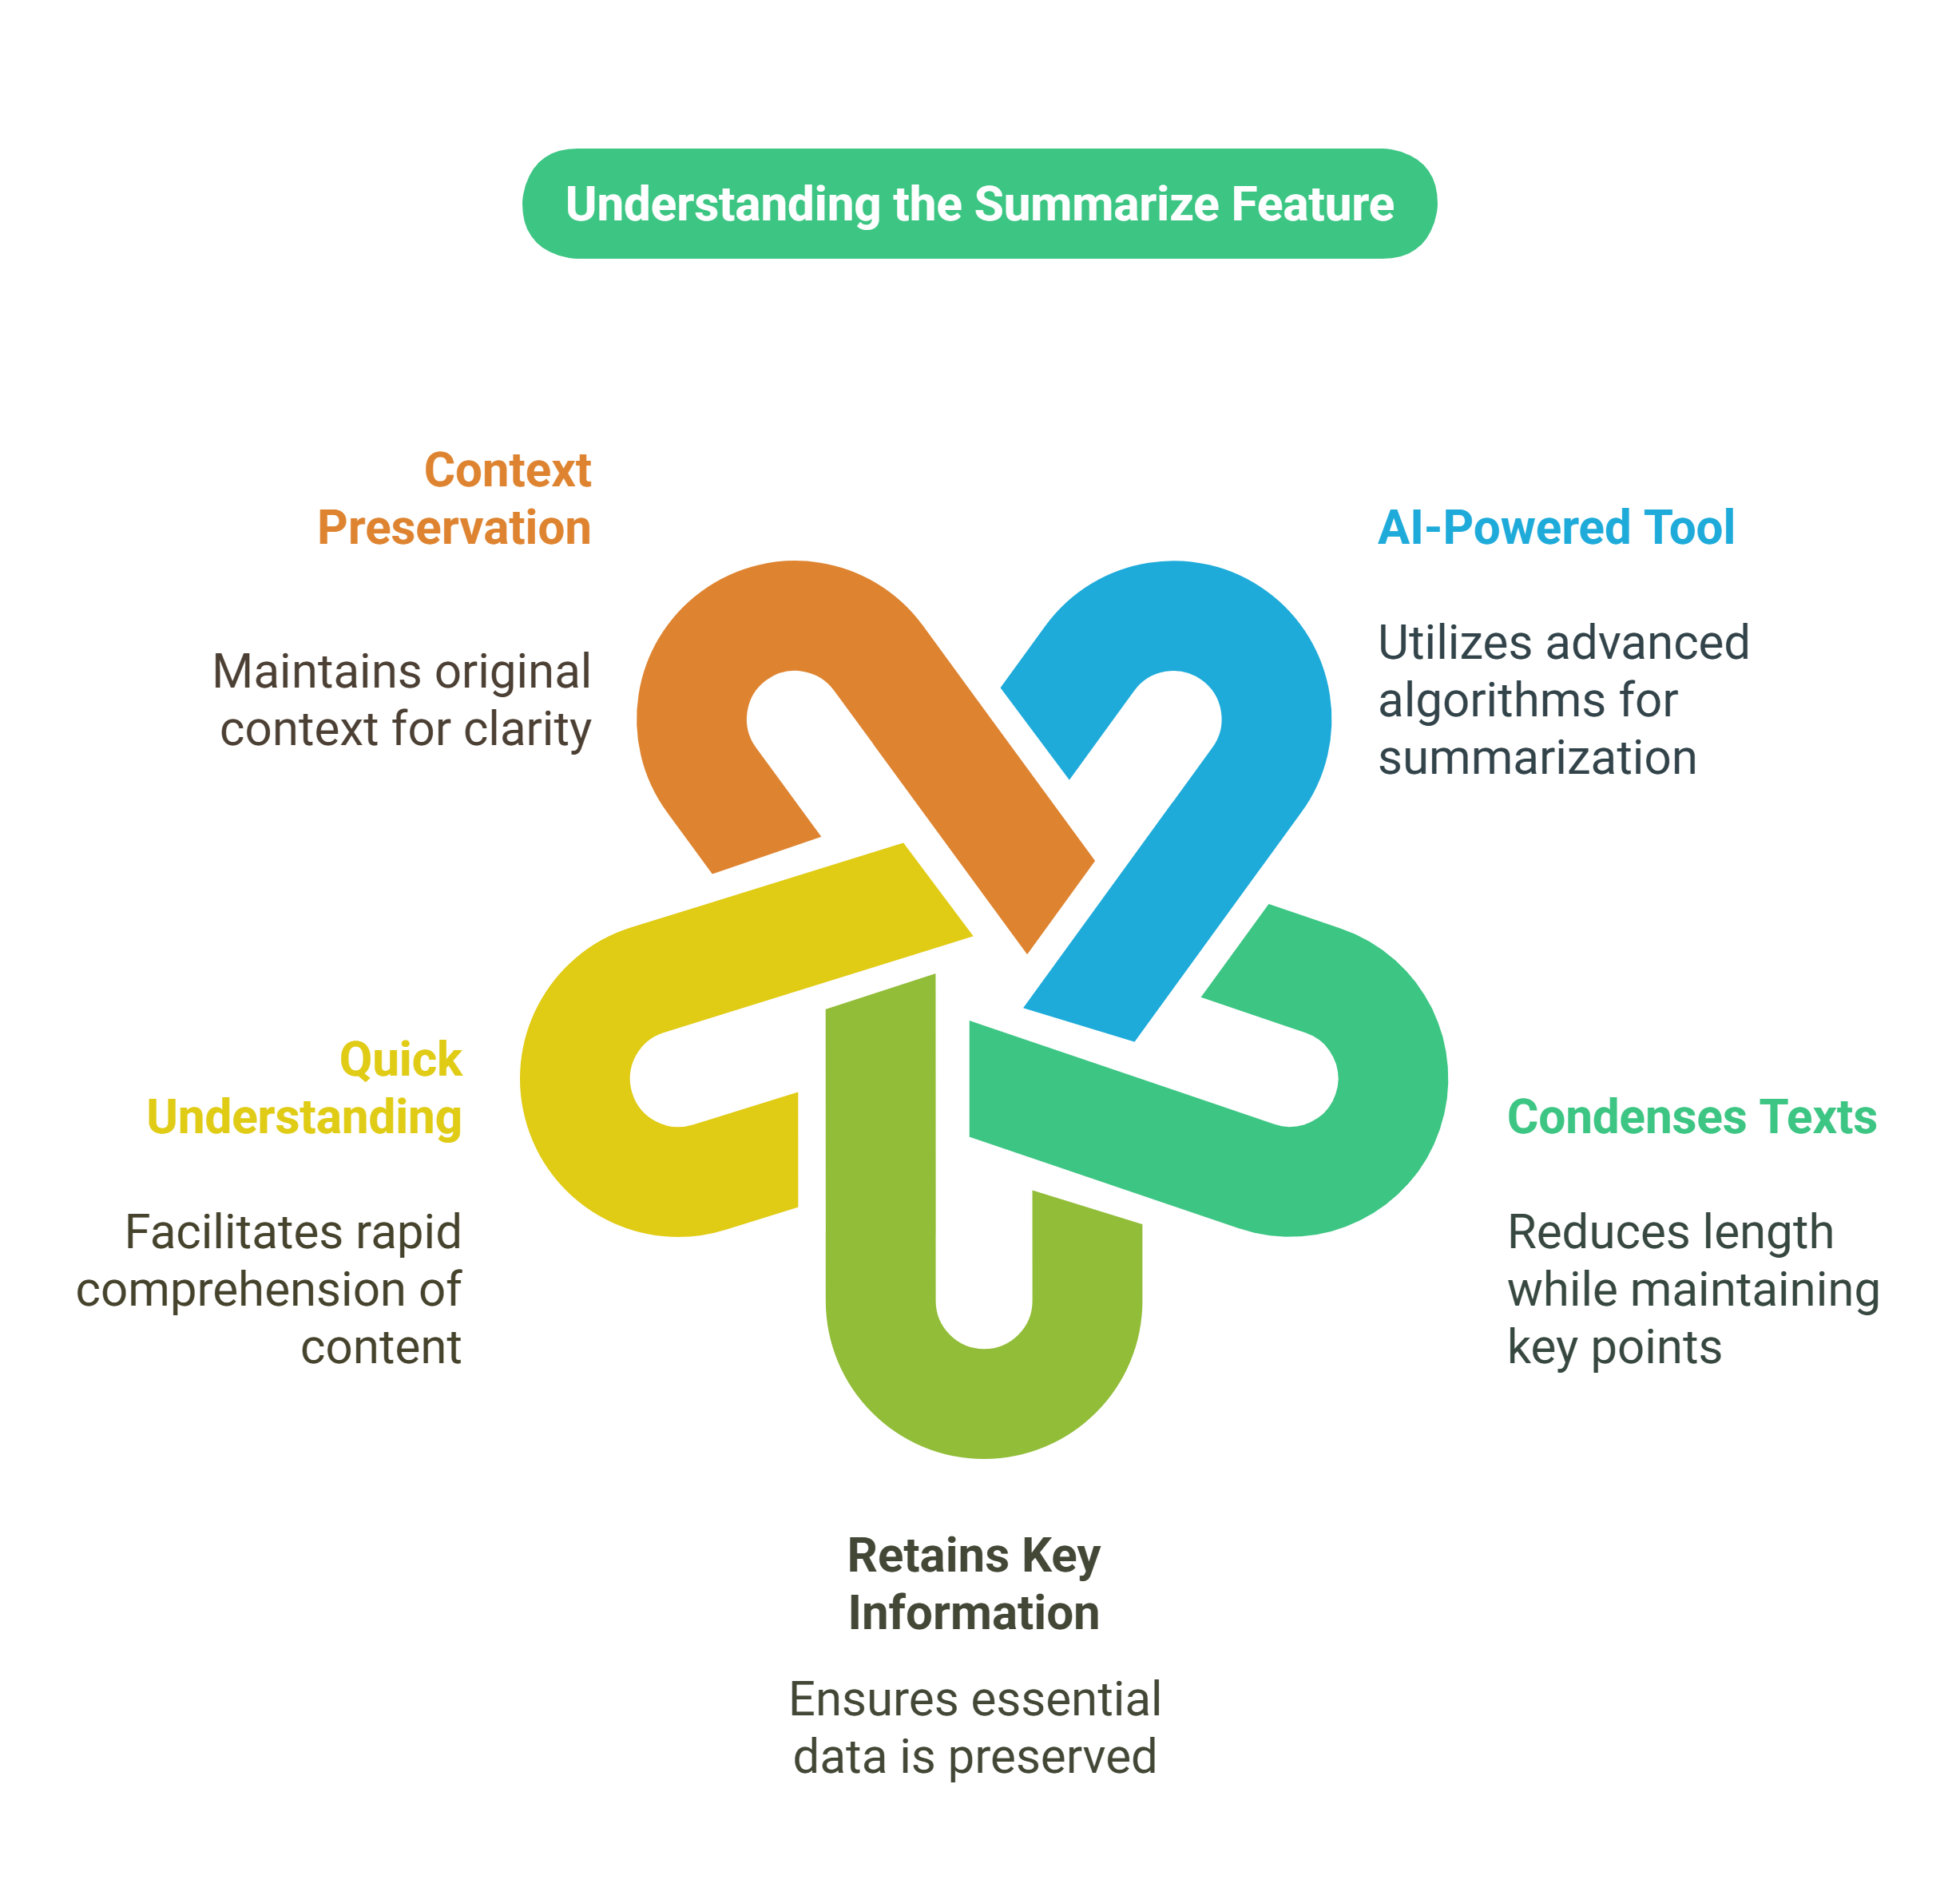 Understanding the Summarize Feature
Context
Preservation
Maintains original
context for clarity
AI-Powered Tool
Utilizes advanced
algorithms for
summarization
Quick
Understanding
Facilitates rapid
comprehension of
content
Condenses Texts
Reduces length
while maintaining
key points
Retains Key
Information
Ensures essential
data is preserved